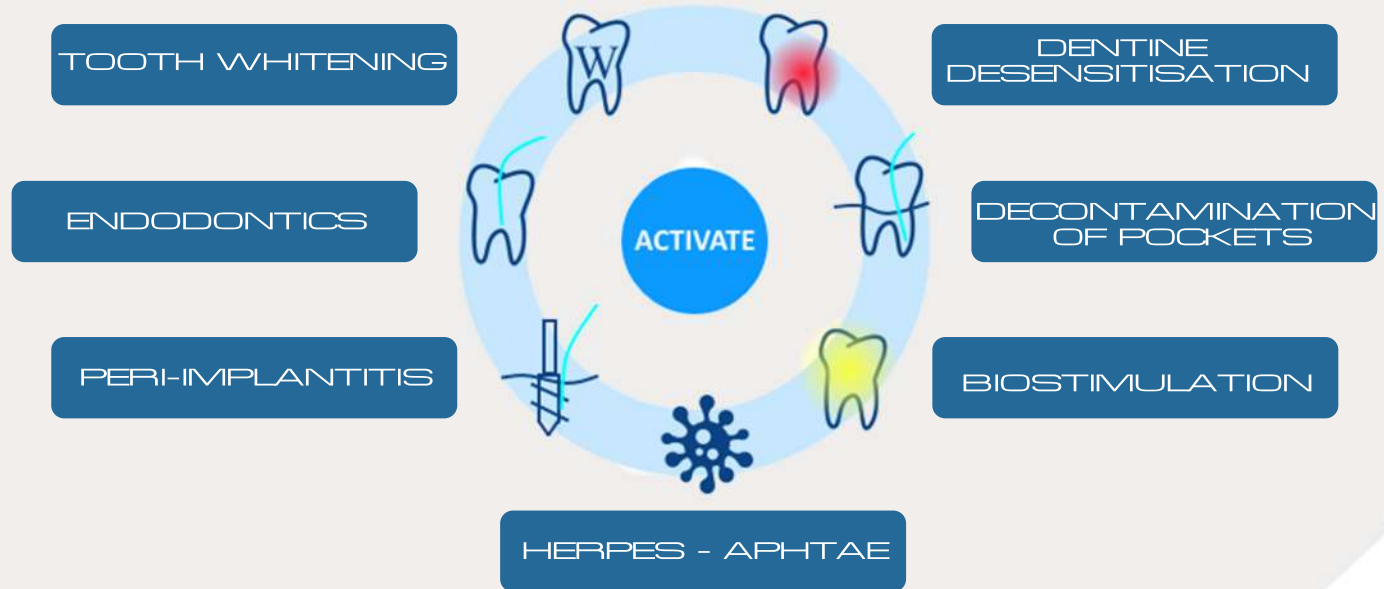 TOOTH WHITENING
W
DENTINE
DESENSITISATION
ENDODONTICS
ACTIVATE
DECONTAMINATION
OF POCKETS
PERI-IMPLANTITIS
BIOSTIMULATION
HERPES - APHTAE